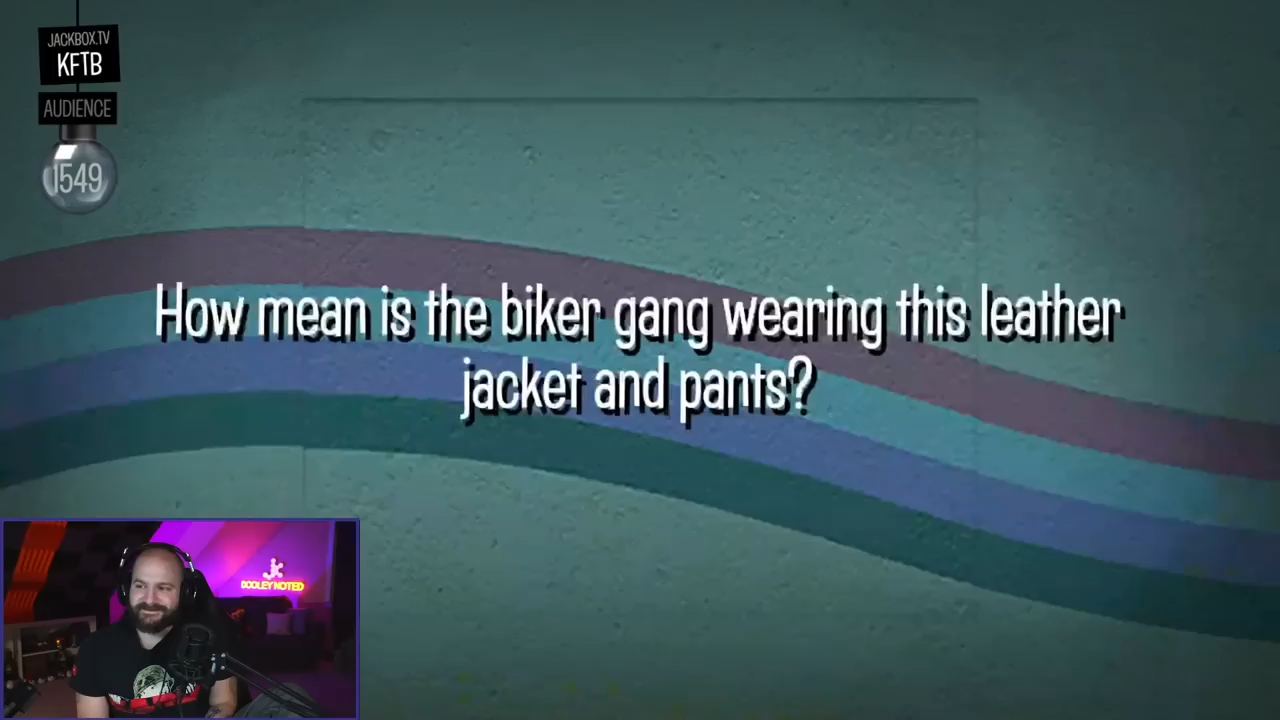 JACKBOX.TV
KFTB
AUDIENCE
1549
How mean is the biker gang wearing this leather
jacket and pants?
DOOLEY NOTED